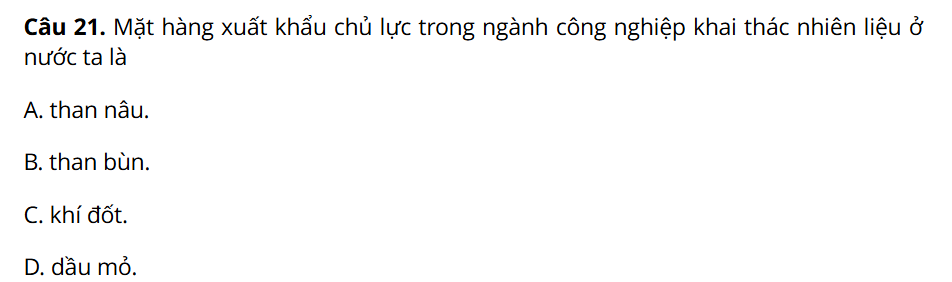 Câu 21. Mặt hàng xuất khẩu chủ lực trong ngành công nghiệp khai thác nhiên liệu ở
nước ta là
A. than nâu.
B. than bùn.
C. khí đốt.
D. dầu mỏ.